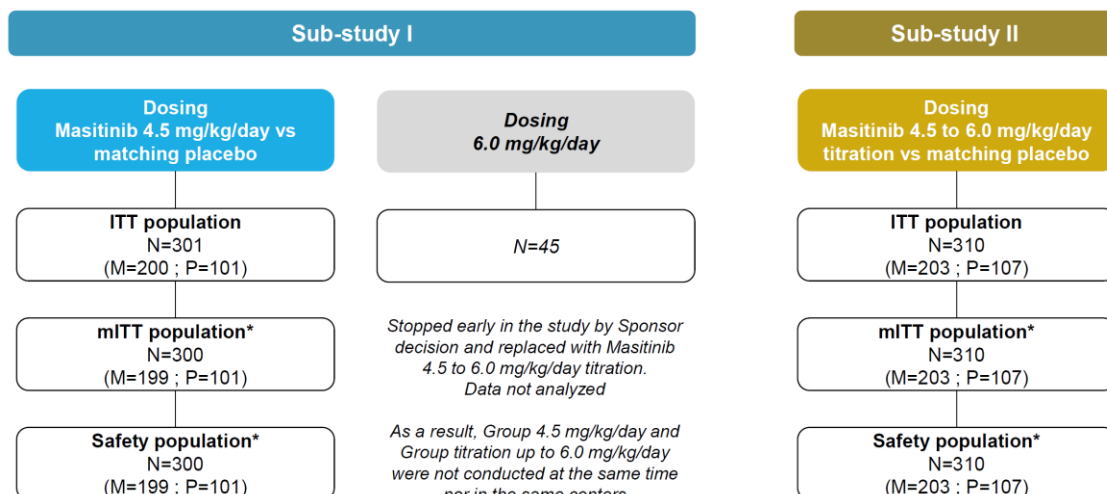 Sub-study I
Dosing
Masitinib 4.5 mg/kg/day vs
matching placebo
ITT population
N=301
(M=200 ; P=101)
mITT population*
N=300
(M=199 ; P=101)
Safety population*
N=300
(M=199 ; P=101)
Dosing
6.0 mg/kg/day
N=45
Stopped early in the study by Sponsor
decision and replaced with Masitinib
4.5 to 6.0 mg/kg/day titration.
Data not analyzed
As a result, Group 4.5 mg/kg/day and
Group titration up to 6.0 mg/kg/day
were not conducted at the same time
nor in the same centers
Sub-study II
Dosing
Masitinib 4.5 to 6.0 mg/kg/day
titration vs matching placebo
ITT population
N=310
(M=203 ; P=107)
mITT population*
N=310
(M=203 ; P=107)
Safety population*
N=310
(M=203 ; P=107)